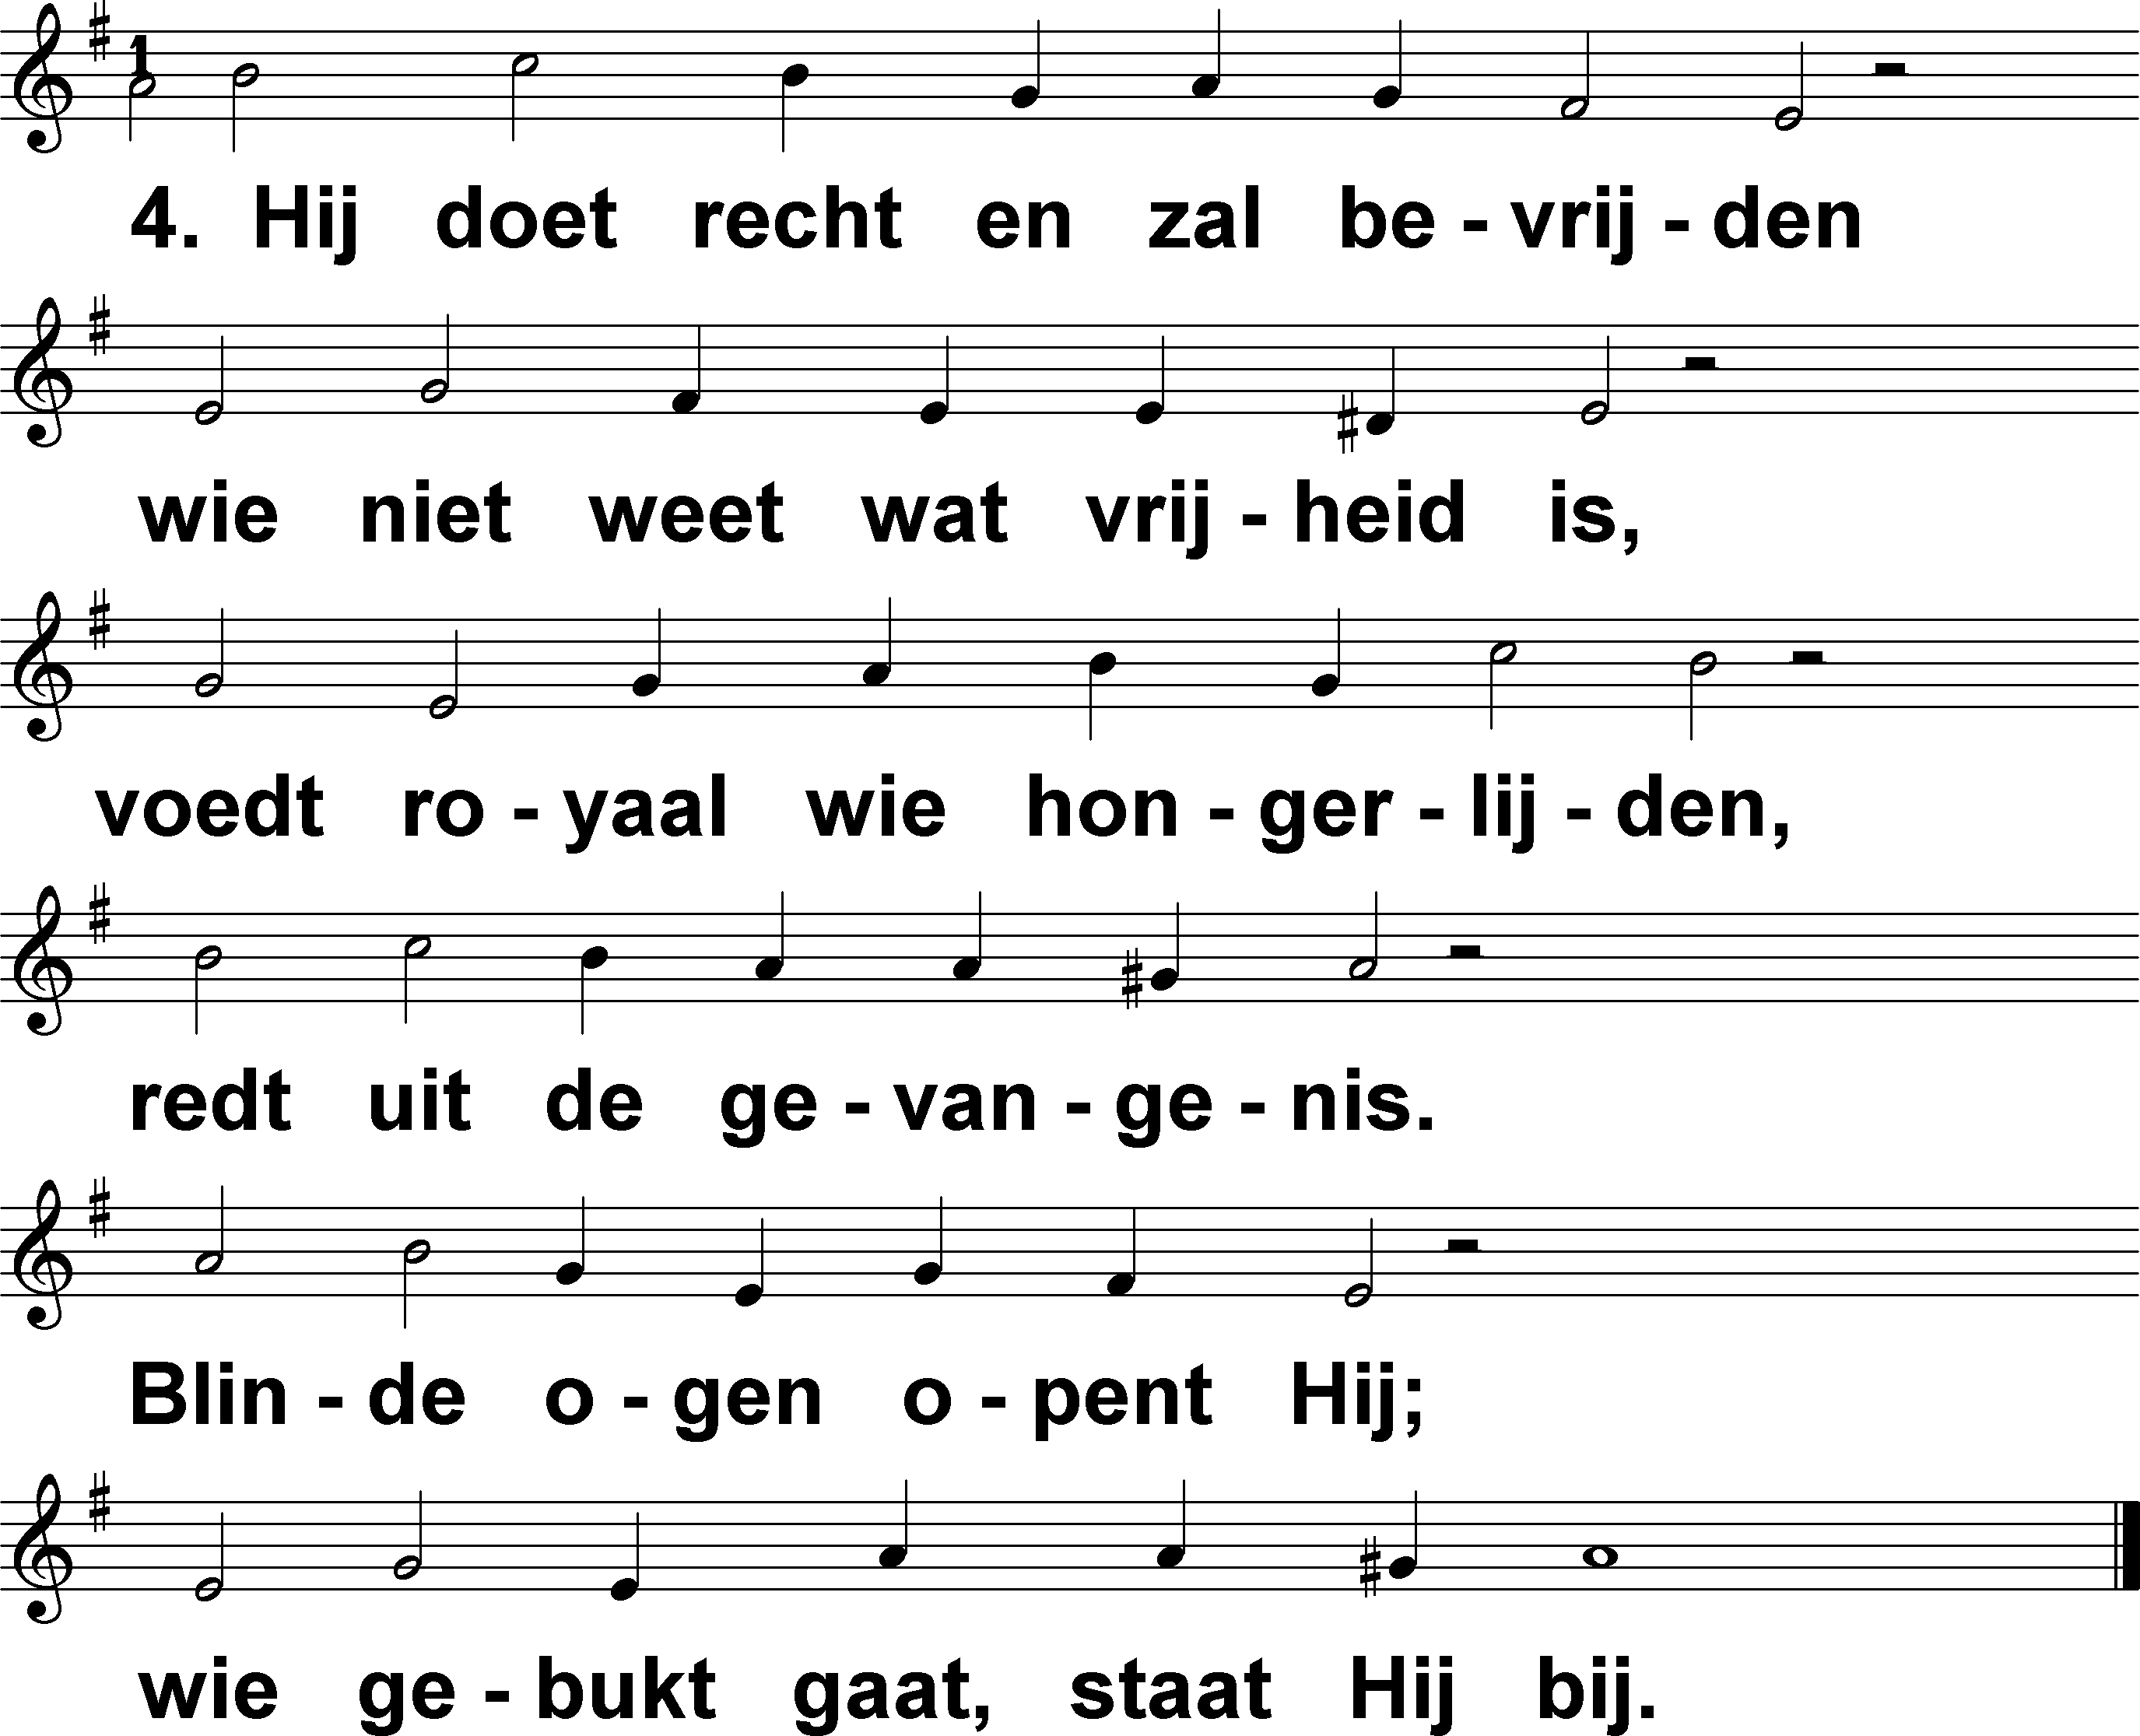 1
4. Hij doet recht en zal be - vrij - den
wie niet weet wat vrij - heid is,
voedt ro - yaal wie hon - ger - lij - den,
redt uit de ge - van - ge - nis.
Blin - de o - gen o - pent Hij;
wie ge - bukt gaat, staat Hij bij.